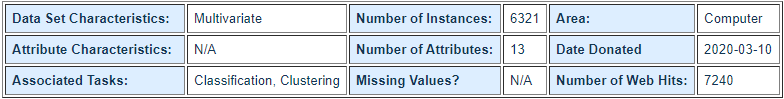 Data Set Characteristics: Multivariate Number of Instances: 6321 Area: Computer
Attribute Characteristics: N/A Number of Attributes: 13 Date Donated 2020-03-10
Associated Tasks: Classification, Clustering Missing Values? N/A Number of Web Hits: 7240